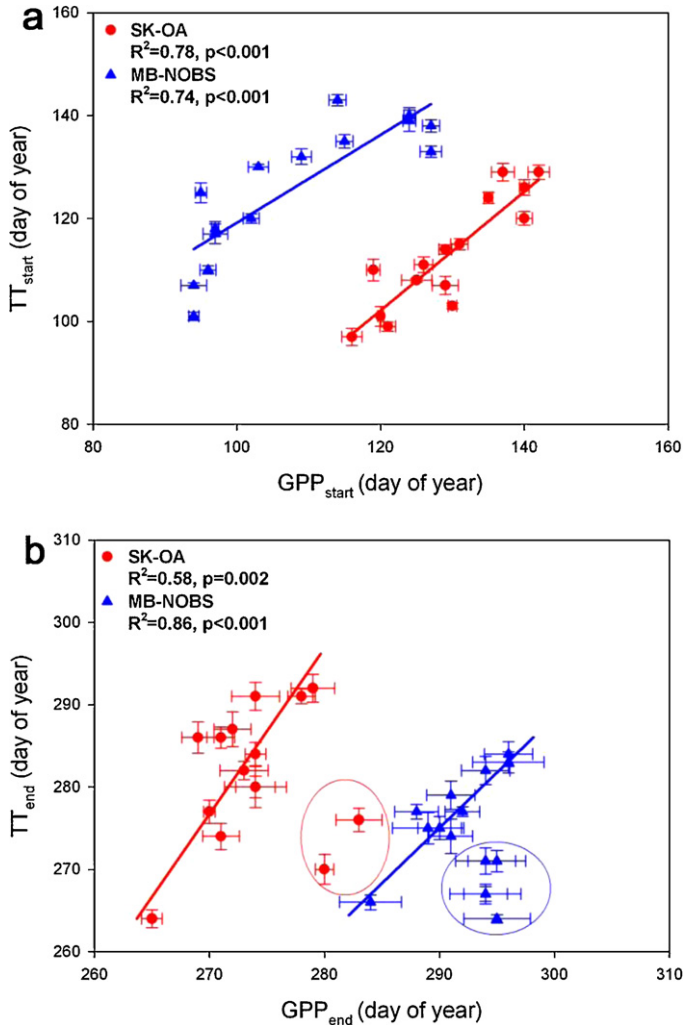 a
SK-OA
R²=0.78, p<0.001
MB-NOBS
R²=0.74, p<0.001
160
140
120
100
80
TTstart (day of year)
80 100 120 140 160
GPPstart (day of year)
b
SK-OA
R²=0.58, p=0.002
MB-NOBS
R²=0.86, p<0.001
310
300
290
280
270
260
TTend (day of year)
260 270 280 290 300 310
GPPend (day of year)